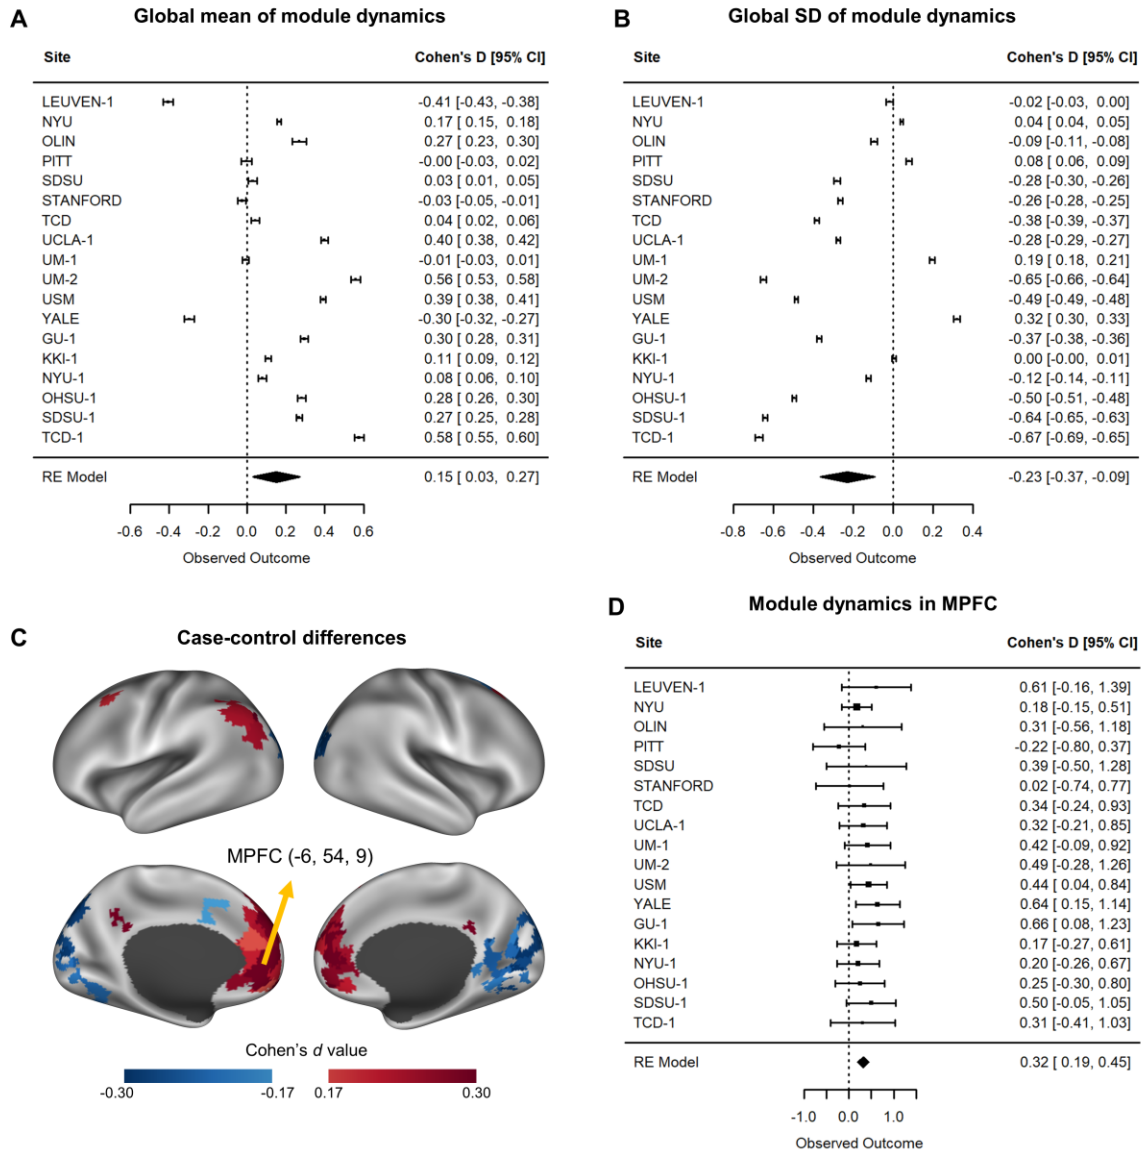 A
Global mean of module dynamics
Site Cohen's D [95% CI]
LEUVEN-1 -0.41 [-0.43, -0.38]
NYU 0.17 [ 0.15, 0.18]
OLIN 0.27 [ 0.23, 0.30]
PITT -0.00 [-0.03, 0.02]
SDSU 0.03 [ 0.01, 0.05]
STANFORD -0.03 [-0.05, -0.01]
TCD 0.04 [ 0.02, 0.06]
UCLA-1 0.40 [ 0.38, 0.42]
UM-1 -0.01 [-0.03, 0.01]
UM-2 0.56 [ 0.53, 0.58]
USM 0.39 [ 0.38, 0.41]
YALE -0.30 [-0.32, -0.27]
GU-1 0.30 [ 0.28, 0.31]
KKI-1 0.11 [ 0.09, 0.12]
NYU-1 0.08 [ 0.06, 0.10]
OHSU-1 0.28 [ 0.26, 0.30]
SDSU-1 0.27 [ 0.25, 0.28]
TCD-1 0.58 [ 0.55, 0.60]
RE Model 0.15 [ 0.03, 0.27]
-0.6 -0.4 -0.2 0.0 0.2 0.4 0.6
Observed Outcome
B
Global SD of module dynamics
Site Cohen's D [95% CI]
LEUVEN-1 -0.02 [-0.03, 0.00]
NYU 0.04 [ 0.04, 0.05]
OLIN -0.09 [-0.11, -0.08]
PITT 0.08 [ 0.06, 0.09]
SDSU -0.28 [-0.30, -0.26]
STANFORD -0.26 [-0.28, -0.25]
TCD -0.38 [-0.39, -0.37]
UCLA-1 -0.28 [-0.29, -0.27]
UM-1 0.19 [ 0.18, 0.21]
UM-2 -0.65 [-0.66, -0.64]
USM -0.49 [-0.49, -0.48]
YALE 0.32 [ 0.30, 0.33]
GU-1 -0.37 [-0.38, -0.36]
KKI-1 0.00 [-0.00, 0.01]
NYU-1 -0.12 [-0.14, -0.11]
OHSU-1 -0.50 [-0.51, -0.48]
SDSU-1 -0.64 [-0.65, -0.63]
TCD-1 -0.67 [-0.69, -0.65]
RE Model -0.23 [-0.37, -0.09]
-0.8 -0.6 -0.4 -0.2 0.0 0.2 0.4
Observed Outcome
C
Case-control differences
MPFC (-6, 54, 9)
Cohen's d value
-0.30 -0.17 0.17 0.30
D
Module dynamics in MPFC
Site Cohen's D [95% CI]
LEUVEN-1 0.61 [-0.16, 1.39]
NYU 0.18 [-0.15, 0.51]
OLIN 0.31 [-0.56, 1.18]
PITT -0.22 [-0.80, 0.37]
SDSU 0.39 [-0.50, 1.28]
STANFORD 0.02 [-0.74, 0.77]
TCD 0.34 [-0.24, 0.93]
UCLA-1 0.32 [-0.21, 0.85]
UM-1 0.42 [-0.09, 0.92]
UM-2 0.49 [-0.28, 1.26]
USM 0.44 [ 0.04, 0.84]
YALE 0.64 [ 0.15, 1.14]
GU-1 0.66 [ 0.08, 1.23]
KKI-1 0.17 [-0.27, 0.61]
NYU-1 0.20 [-0.26, 0.67]
OHSU-1 0.25 [-0.30, 0.80]
SDSU-1 0.50 [-0.05, 1.05]
TCD-1 0.31 [-0.41, 1.03]
RE Model 0.32 [ 0.19, 0.45]
-1.0 0.0 1.0
Observed Outcome